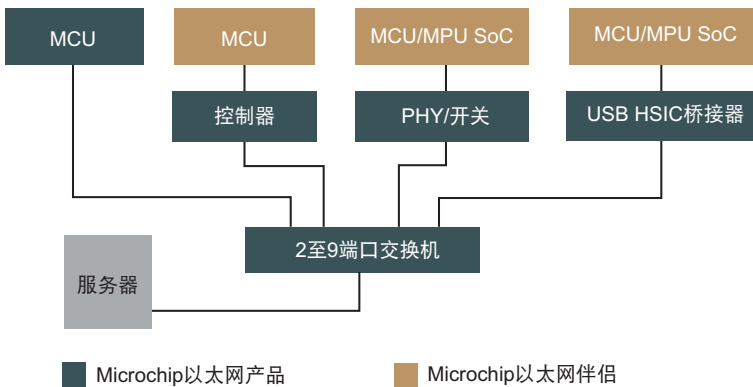 MCU
MCU
MCU/MPU SoC
MCU/MPU SoC
控制器
PHY/开关
USB HSIC桥接器
2至9端口交换机
服务器
Microchip以太网产品
Microchip以太网伴侣